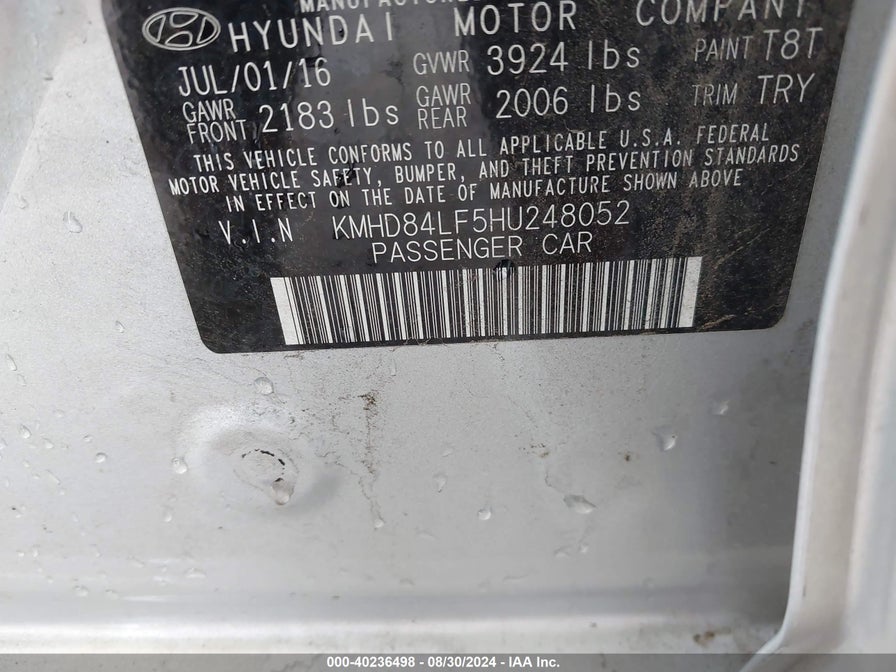 MANUFACTURED
HYUNDAI MOTOR COMPANY
JUL/01/16 GVWR 3924 lbs PAINT T8T
GAWR FRONT 2183 lbs GAWR REAR 2006 lbs TRIM TRY
THIS VEHICLE CONFORMS TO ALL APPLICABLE U.S.A. FEDERAL
MOTOR VEHICLE SAFETY, BUMPER, AND THEFT PREVENTION STANDARDS
IN EFFECT ON THE DATE OF MANUFACTURE SHOWN ABOVE
V.I.N KMHD84LF5HU248052
PASSENGER CAR
000-40236498 - 08/30/2024 - IAA Inc.